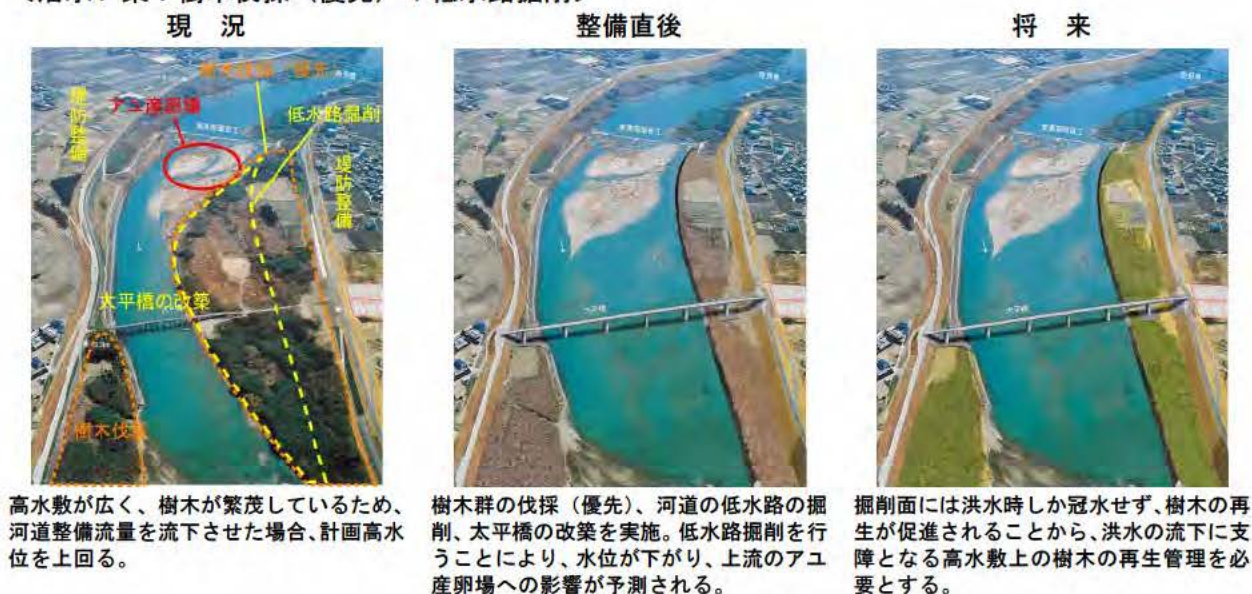 現　況
整備直後
将　来
樹木伐採（優先）
アユ産卵場
低水路掘削
堤防整備
堤防整備
太平橋の改築
樹木伐採
大平橋
大平橋
高水敷が広く、樹木が繁茂しているため、
河道整備流量を流下させた場合、計画高水
位を上回る。
樹木群の伐採（優先）、河道の低水路の掘
削、太平橋の改築を実施。低水路掘削を行
うことにより、水位が下がり、上流のアユ
産卵場への影響が予測される。
掘削面には洪水時しか冠水せず、樹木の再
生が促進されることから、洪水の流下に支
障となる高水敷上の樹木の再生管理を必
要とする。